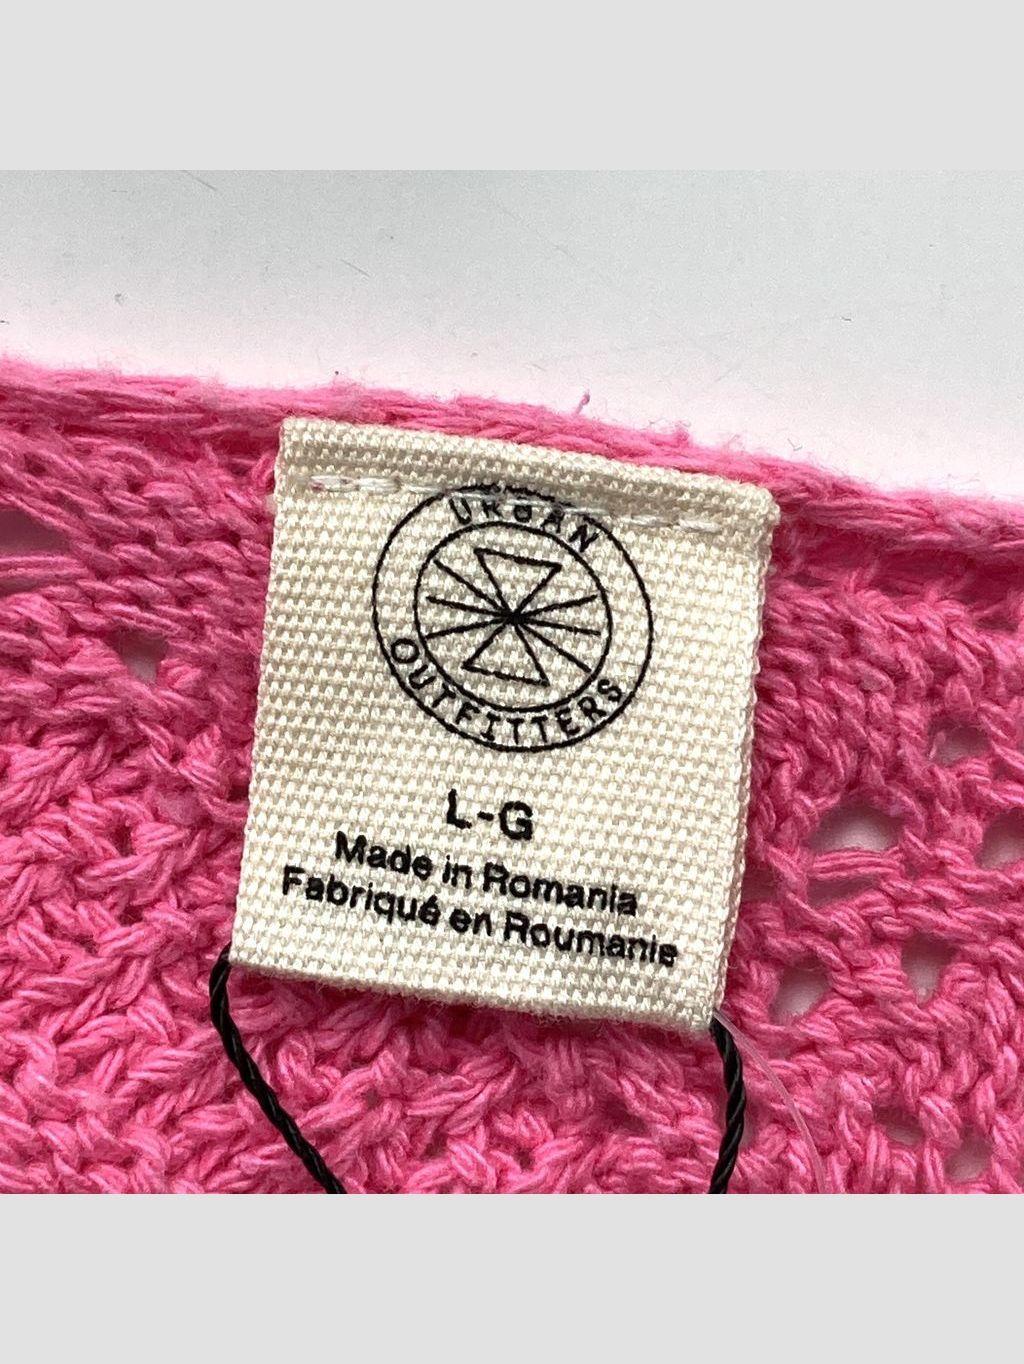 URBAN
OUTFITTERS
L-G
Made in Romania
Fabriqué en Roumanie